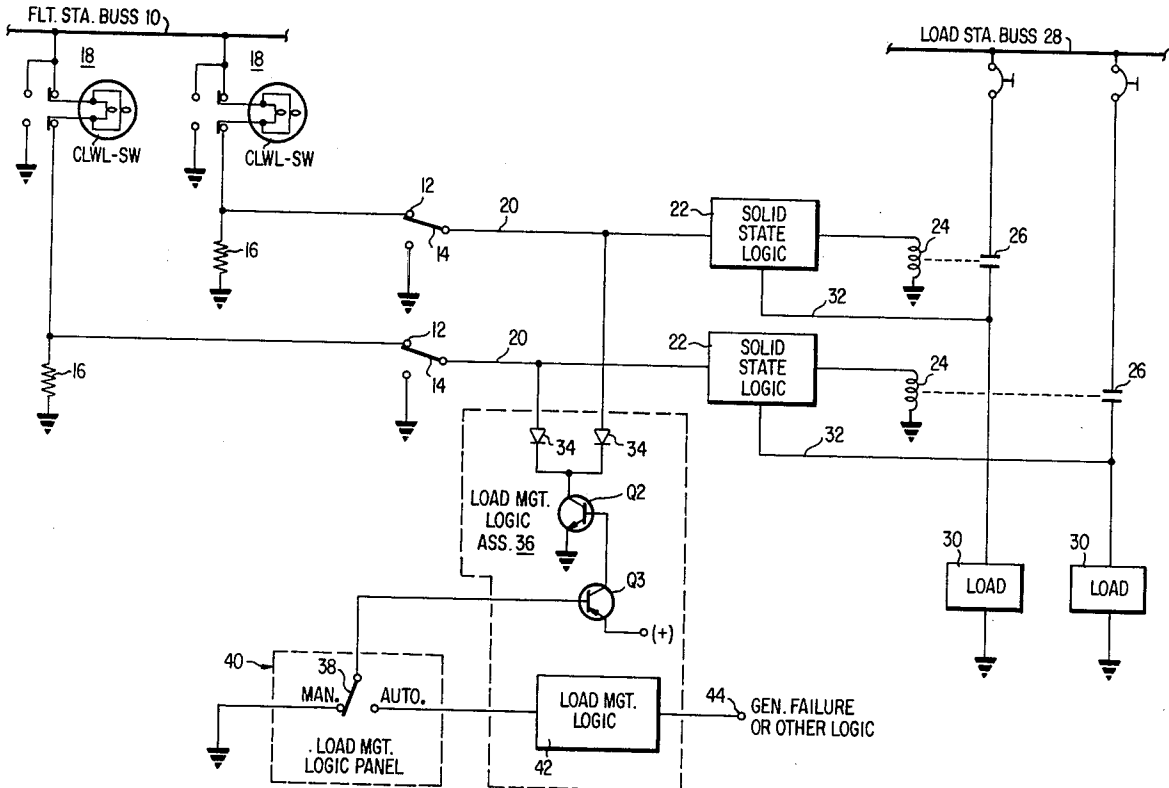 FLT. STA. BUSS 10
LOAD STA. BUSS 28
18
18
CLWL-SW
CLWL-SW
12
14
20
22
SOLID
STATE
LOGIC
24
26
16
32
12
14
20
22
SOLID
STATE
LOGIC
24
26
16
32
34
34
LOAD MGT.
LOGIC
ASS. 36
Q2
Q3
(+)
30
LOAD
30
LOAD
40
38
MAN.
AUTO.
LOAD MGT.
LOGIC PANEL
LOAD MGT.
LOGIC
42
44
GEN. FAILURE
OR OTHER LOGIC